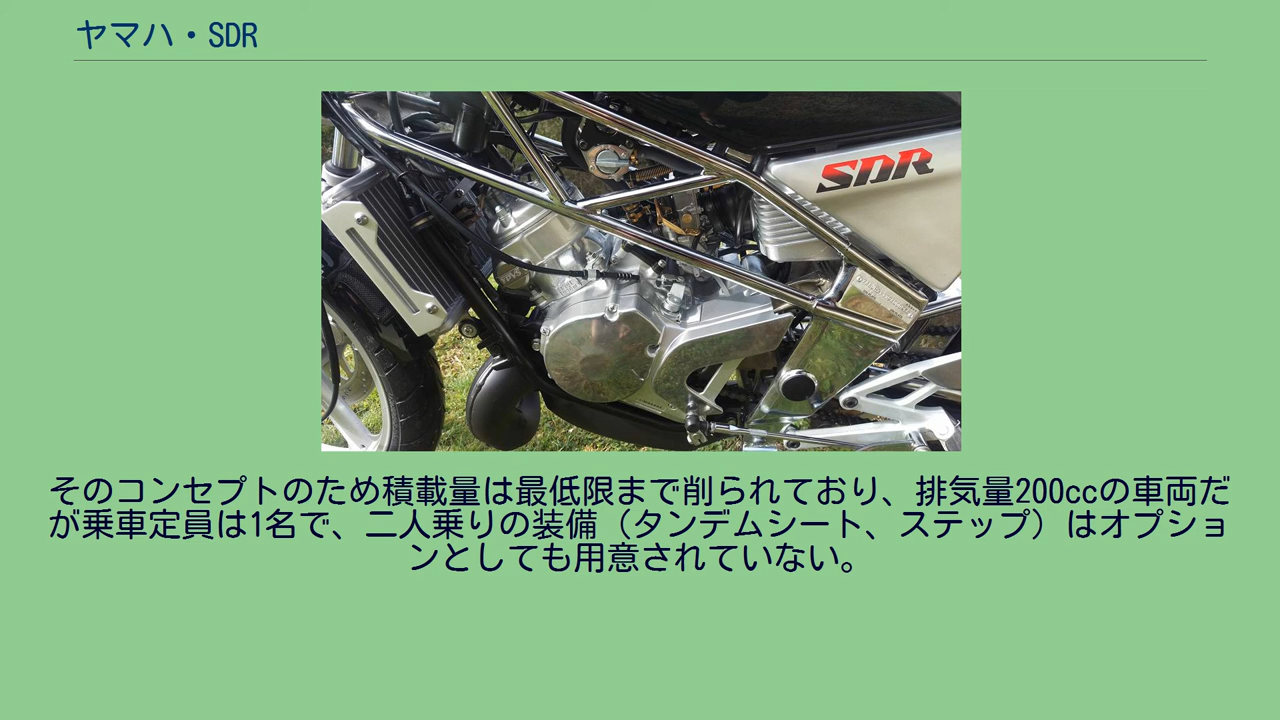 ヤマハ・SDR
SDR
そのコンセプトのため積載量は最低限まで削られており、排気量200ccの車両だ
が乗車定員は1名で、二人乗りの装備（タンデムシート、ステップ）はオプショ
ンとしても用意されていない。